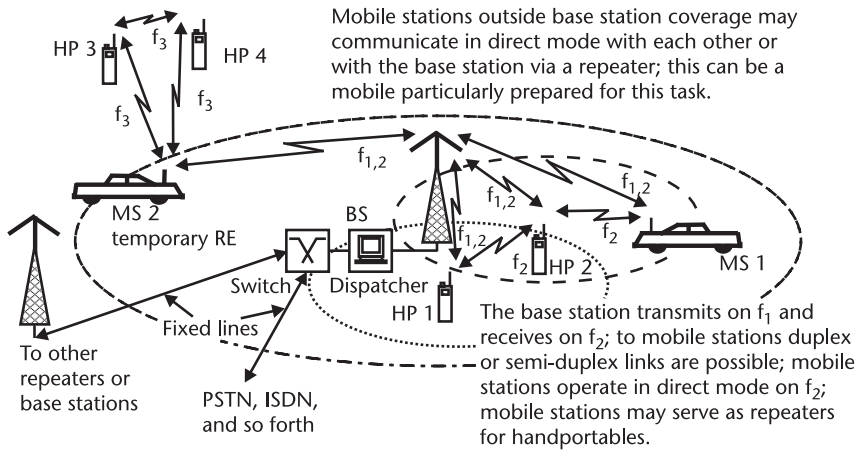 Mobile stations outside base station coverage may
communicate in direct mode with each other or
with the base station via a repeater; this can be a
mobile particularly prepared for this task.
f3
HP 3
HP 4
f3
f3
f1,2
f1,2
f1,2
f1,2
f2
f2
MS 2
temporary RE
BS
Switch
Dispatcher
HP 1
HP 2
MS 1
Fixed lines
To other
repeaters or
base stations
PSTN, ISDN,
and so forth
The base station transmits on f1 and
receives on f2; to mobile stations duplex
or semi-duplex links are possible; mobile
stations operate in direct mode on f2;
mobile stations may serve as repeaters
for handportables.